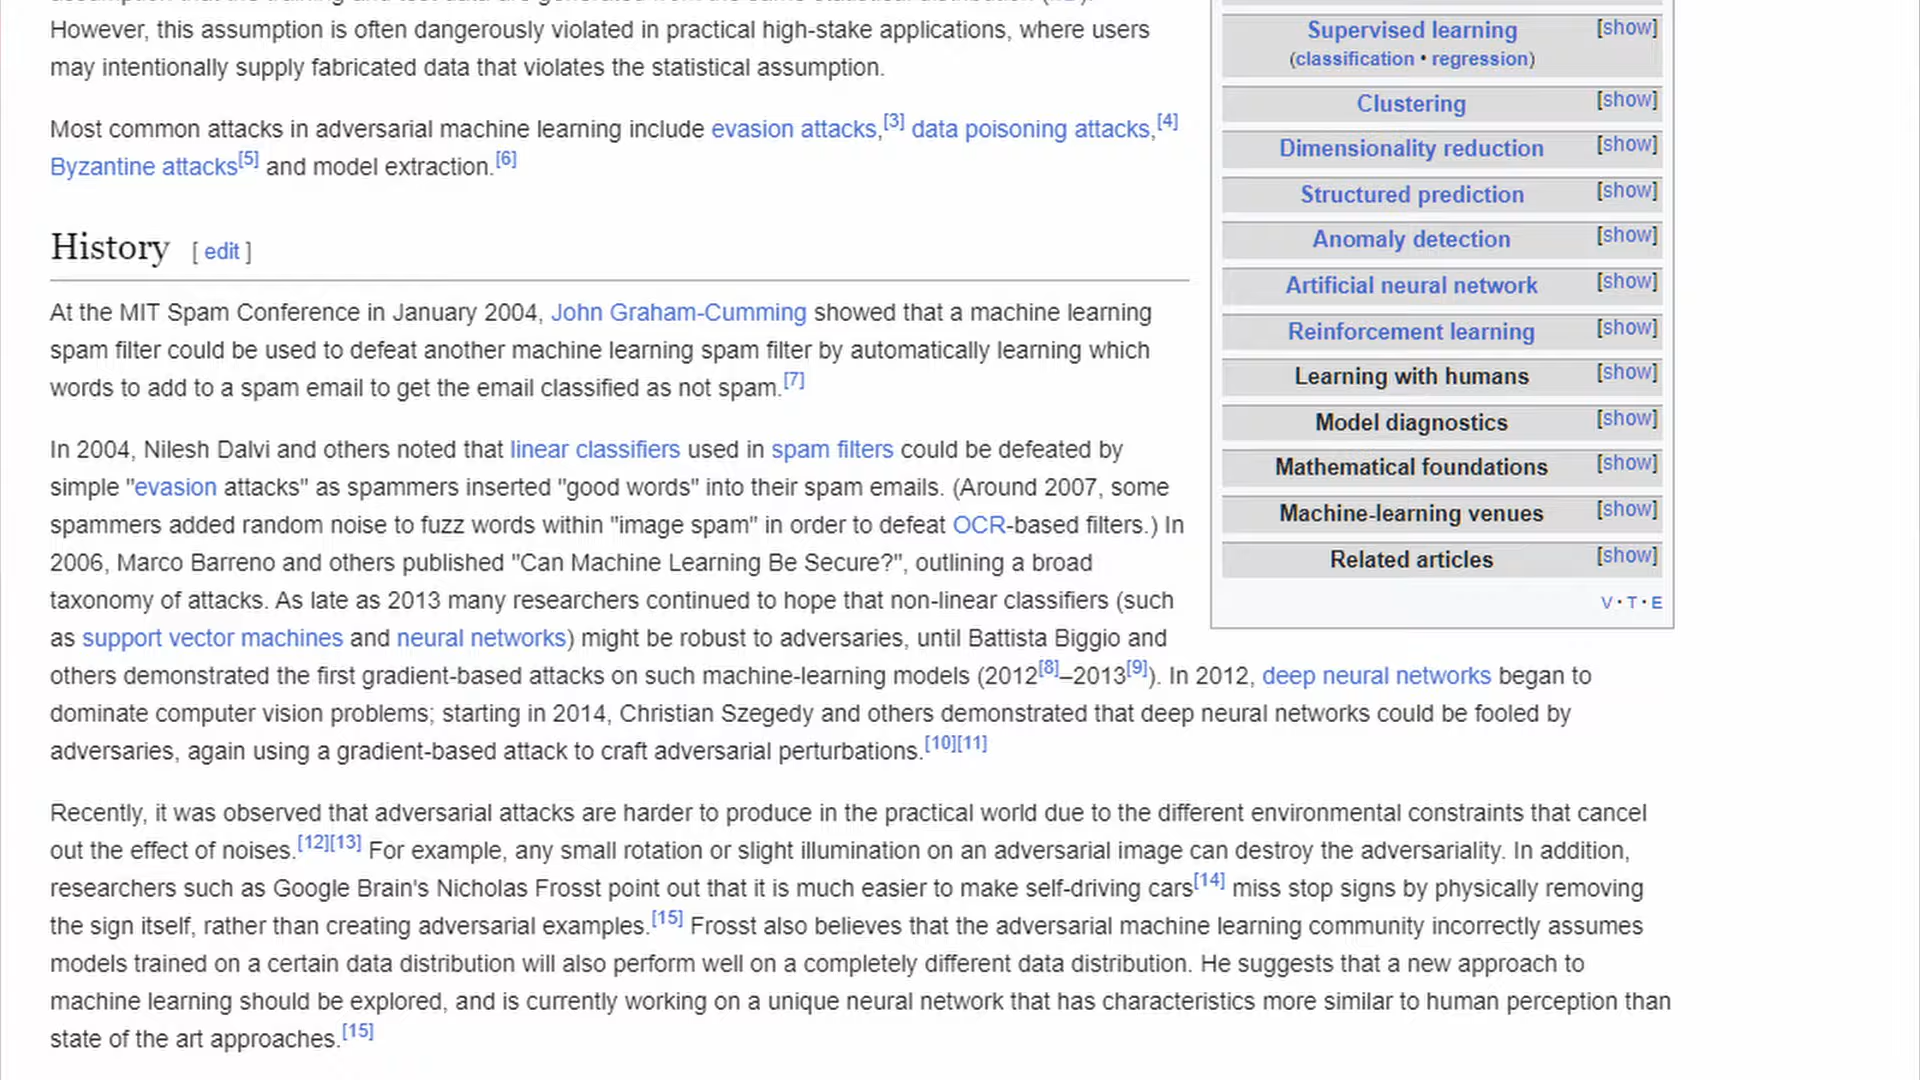 However, this assumption is often dangerously violated in practical high-stake applications, where users
may intentionally supply fabricated data that violates the statistical assumption.
Most common attacks in adversarial machine learning include evasion attacks,[3] data poisoning attacks,[4]
Byzantine attacks[5] and model extraction.[6]
History [ edit ]
At the MIT Spam Conference in January 2004, John Graham-Cumming showed that a machine learning
spam filter could be used to defeat another machine learning spam filter by automatically learning which
words to add to a spam email to get the email classified as not spam.[7]
In 2004, Nilesh Dalvi and others noted that linear classifiers used in spam filters could be defeated by
simple "evasion attacks" as spammers inserted "good words" into their spam emails. (Around 2007, some
spammers added random noise to fuzz words within "image spam" in order to defeat OCR-based filters.) In
2006, Marco Barreno and others published "Can Machine Learning Be Secure?", outlining a broad
taxonomy of attacks. As late as 2013 many researchers continued to hope that non-linear classifiers (such
as support vector machines and neural networks) might be robust to adversaries, until Battista Biggio and
others demonstrated the first gradient-based attacks on such machine-learning models (2012[8]–2013[9]). In 2012, deep neural networks began to
dominate computer vision problems; starting in 2014, Christian Szegedy and others demonstrated that deep neural networks could be fooled by
adversaries, again using a gradient-based attack to craft adversarial perturbations.[10][11]
Recently, it was observed that adversarial attacks are harder to produce in the practical world due to the different environmental constraints that cancel
out the effect of noises.[12][13] For example, any small rotation or slight illumination on an adversarial image can destroy the adversariality. In addition,
researchers such as Google Brain's Nicholas Frosst point out that it is much easier to make self-driving cars[14] miss stop signs by physically removing
the sign itself, rather than creating adversarial examples.[15] Frosst also believes that the adversarial machine learning community incorrectly assumes
models trained on a certain data distribution will also perform well on a completely different data distribution. He suggests that a new approach to
machine learning should be explored, and is currently working on a unique neural network that has characteristics more similar to human perception than
state of the art approaches.[15]
Supervised learning [show]
(classification • regression)
Clustering [show]
Dimensionality reduction [show]
Structured prediction [show]
Anomaly detection [show]
Artificial neural network [show]
Reinforcement learning [show]
Learning with humans [show]
Model diagnostics [show]
Mathematical foundations [show]
Machine-learning venues [show]
Related articles [show]
V · T · E